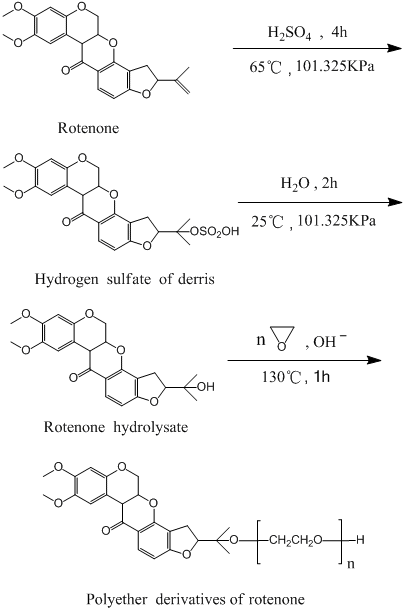 O
O
O
O
O
O
H₂SO₄ , 4h
65℃ , 101.325KPa
Rotenone
O
O
O
O
O
O
OSO₂OH
H₂O , 2h
25℃ , 101.325KPa
Hydrogen sulfate of derris
O
O
O
O
O
O
OH
n O , OH⁻
130℃, 1h
Rotenone hydrolysate
O
O
O
O
O
O
O
CH₂CH₂O
H
n
Polyether derivatives of rotenone